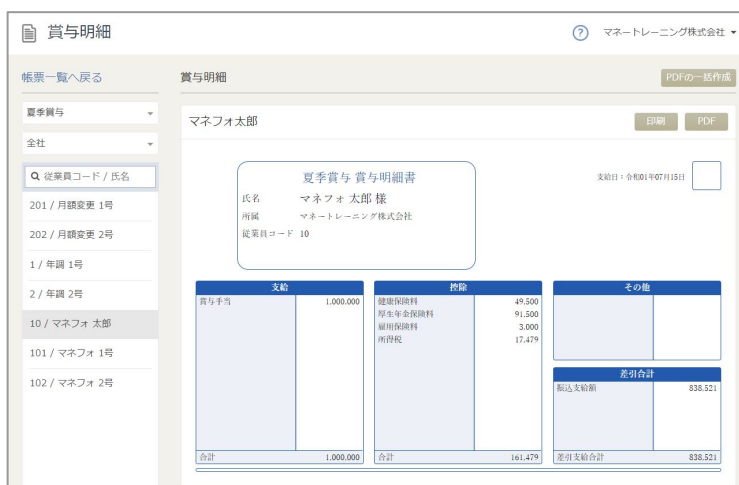 賞与明細
? マネートレーニング株式会社
帳票一覧へ戻る
賞与明細
PDFの一括作成
夏季賞与
全社
従業員コード / 氏名
201 / 月額変更 1号
202 / 月額変更 2号
1 / 年調 1号
2 / 年調 2号
10 / マネフォ 太郎
101 / マネフォ 1号
102 / マネフォ 2号
マネフォ太郎
印刷
PDF
夏季賞与 賞与明細書
氏名 マネフォ 太郎 様
所属 マネートレーニング株式会社
従業員コード 10
支給日：令和01年07月15日
支給
賞与手当 1,000,000
合計 1,000,000
控除
健康保険料 49,500
厚生年金保険料 91,500
雇用保険料 3,000
所得税 17,479
合計 161,479
その他
差引合計
振込支給額 838,521
差引支給合計 838,521